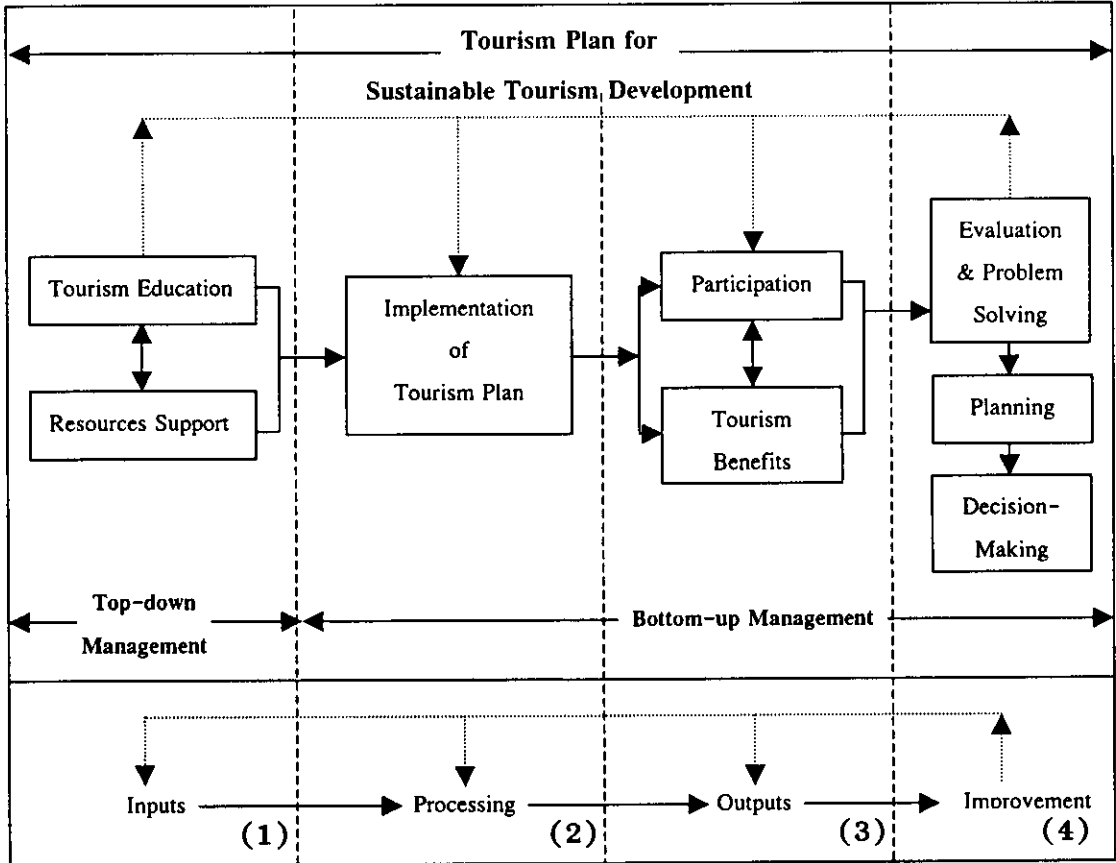 Tourism Plan for
Sustainable Tourism Development
Tourism Education
Resources Support
Implementation
of
Tourism Plan
Participation
Tourism
Benefits
Evaluation
& Problem
Solving
Planning
Decision-
Making
Top-down
Management
Bottom-up Management
Inputs
Processing
Outputs
Improvement
(1)
(2)
(3)
(4)